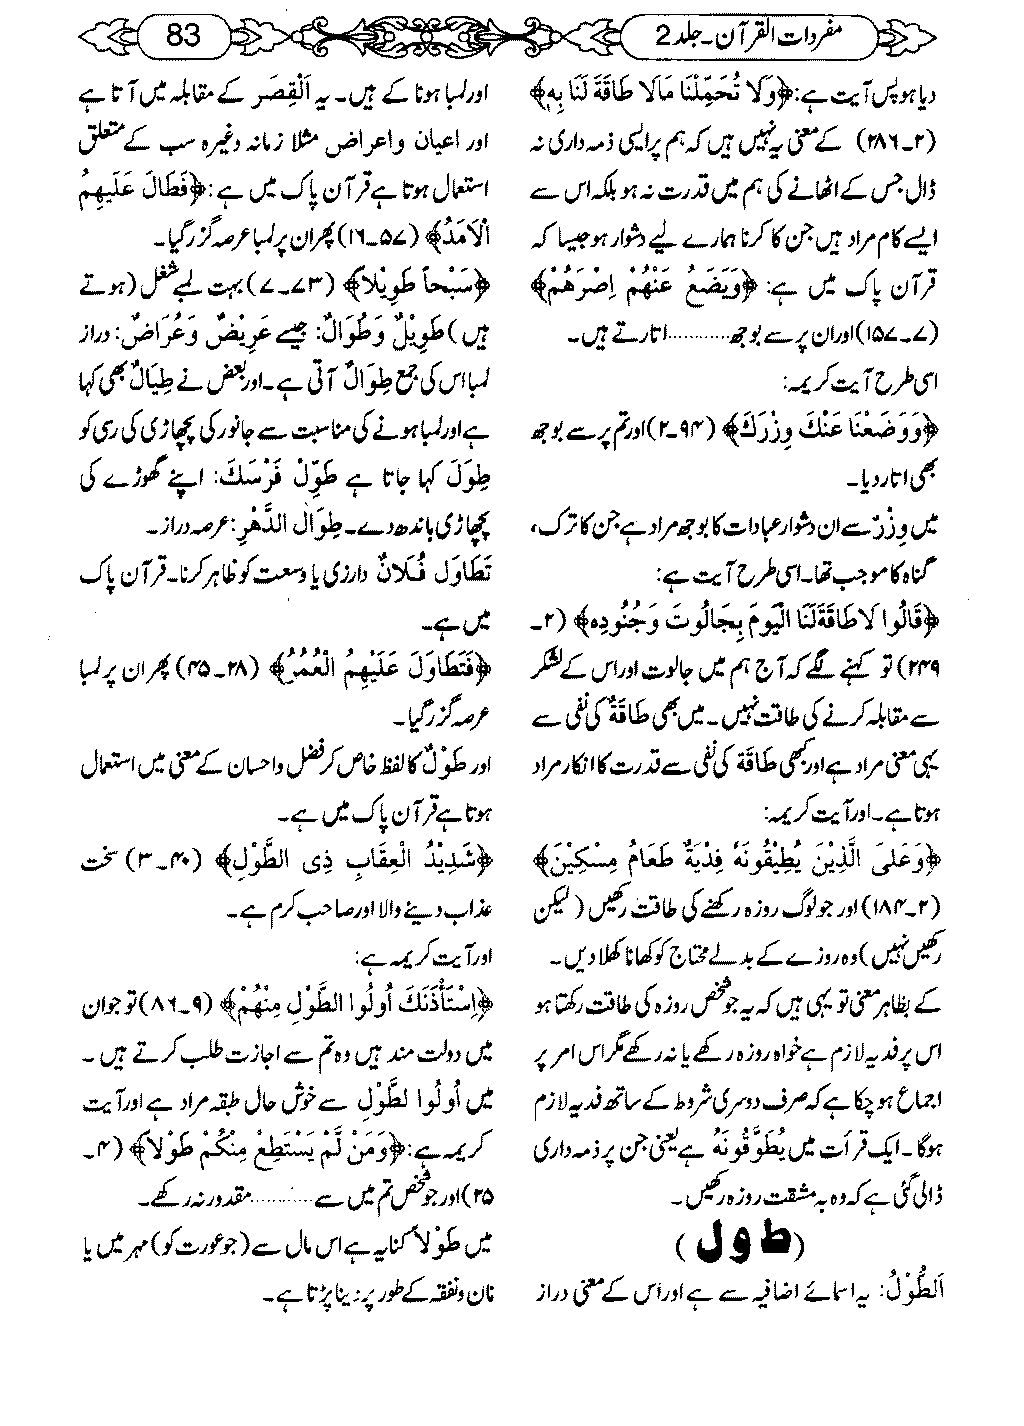 مفردات القرآن۔جلد 2
83
دیا ہو پس آیت ہے: ﴿وَلَا تُحَمِّلْنَا مَالَا طَاقَةَ لَنَا بِهٖ﴾
(۲۔۲۸۶) کے معنی یہ نہیں ہیں کہ ہم پر ایسی ذمہ داری نہ
ڈال جس کے اٹھانے کی ہم میں قدرت نہ ہو بلکہ اس سے
ایسے کام مراد ہیں جن کا کرنا ہمارے لیے دشوار ہو جیسا کہ
قرآن پاک میں ہے: ﴿وَيَضَعُ عَنْهُمْ اِصْرَهُمْ﴾
(۷۔۱۵۷) اور ان پر سے بوجھ ........... اتارتے ہیں۔
اسی طرح آیت کریمہ:
﴿وَوَضَعْنَا عَنْكَ وِزْرَكَ﴾ (۹۴۔۲) اور تم پر سے بوجھ
بھی اتار دیا۔
میں وِزْرٌ سے ان دشوار عبادات کا بوجھ مراد ہے جن کا ترک،
گناہ کا موجب تھا۔ اسی طرح آیت ہے:
﴿قَالُوا لَا طَاقَةَ لَنَا الْيَوْمَ بِجَالُوتَ وَجُنُودِه﴾ (۲۔
۲۴۹) تو کہنے لگے کہ آج ہم میں جالوت اور اس کے لشکر
سے مقابلہ کرنے کی طاقت نہیں۔ میں بھی طَاقَةٌ کی نفی سے
یہی معنی مراد ہے اور کبھی طَاقَة کی نفی سے قدرت کا انکار مراد
ہوتا ہے۔ اور آیت کریمہ:
﴿وَعَلَى الَّذِيْنَ يُطِيْقُونَهٗ فِدْيَةٌ طَعَامُ مِسْكِيْنَ﴾
(۲۔۱۸۴) اور جو لوگ روزہ رکھنے کی طاقت رکھیں (لیکن
رکھیں نہیں) وہ روزے کے بدلے محتاج کو کھانا کھلا دیں۔
کے بظاہر معنی تو یہی ہیں کہ یہ جو شخص روزہ کی طاقت رکھتا ہو
اس پر فدیہ لازم ہے خواہ روزہ رکھے یا نہ رکھے مگر اس امر پر
اجماع ہو چکا ہے کہ صرف دوسری شروط کے ساتھ فدیہ لازم
ہوگا۔ ایک قرأت میں يُطَوَّقُونَهٗ ہے یعنی جن پر ذمہ داری
ڈالی گئی ہے کہ وہ بہ مشقت روزہ رکھیں۔
(ط و ل)
اَلطُّوْلُ: یہ اسمائے اضافیہ سے ہے اور اس کے معنی دراز
اور لمبا ہونا کے ہیں۔ یہ اَلْقِصَر کے مقابلہ میں آتا ہے
اور اعیان واعراض مثلا زمانہ وغیرہ سب کے متعلق
استعمال ہوتا ہے قرآن پاک میں ہے: ﴿فَطَالَ عَلَيْهِمُ
الْاَمَدُ﴾ (۵۷۔۱۶) پھر ان پر لمبا عرصہ گزر گیا۔
﴿سَبْحاً طَوِيْلًا﴾ (۷۳۔۷) بہت لمبے شغل (ہوتے
ہیں) طَوِيْلٌ وَطُوَالٌ: جیسے عَرِيْضٌ وَعُرَاضٌ: دراز
لمبا اس کی جمع طِوَالٌ آتی ہے۔ اور بعض نے طِيَالٌ بھی کہا
ہے اور لمبا ہونے کی مناسبت سے جانور کی پچھاڑی کی رسی کو
طِوَلَ کہا جاتا ہے طَوِّلْ فَرْسَكَ: اپنے گھوڑے کی
پچھاڑی باندھ دے۔ طِوَالَ الدَّهْرِ: عرصہ دراز۔
تَطَاوَلَ فُلَانٌ دارزی یا وسعت کو ظاہر کرنا۔ قرآن پاک
میں ہے۔
﴿فَتَطَاوَلَ عَلَيْهِمُ الْعُمُرُ﴾ (۲۸۔۴۵) پھر ان پر لمبا
عرصہ گزر گیا۔
اور طَوْلٌ کا لفظ خاص کر فضل و احسان کے معنی میں استعمال
ہوتا ہے قرآن پاک میں ہے۔
﴿شَدِيْدُ الْعِقَابِ ذِى الطَّوْلِ﴾ (۴۰۔۳) سخت
عذاب دینے والا اور صاحب کرم ہے۔
اور آیت کریمہ ہے:
﴿اِسْتَأْذَنَكَ اُولُوا الطَّوْلِ مِنْهُمْ﴾ (۹۔۸۶) تو جوان
میں دولت مند ہیں وہ تم سے اجازت طلب کرتے ہیں۔
میں اُولُوا لطَّوْلِ سے خوش حال طبقہ مراد ہے اور آیت
کریمہ ہے: ﴿وَمَنْ لَّمْ يَسْتَطِعْ مِنْكُمْ طَوْلاً﴾ (۴۔
۲۵) اور جو شخص تم میں سے ............ مقدور نہ رکھے۔
میں طَوْلاً کنایہ ہے اس مال سے (جو عورت کو) مہر میں یا
نان و نفقہ کے طور پر دینا پڑتا ہے۔